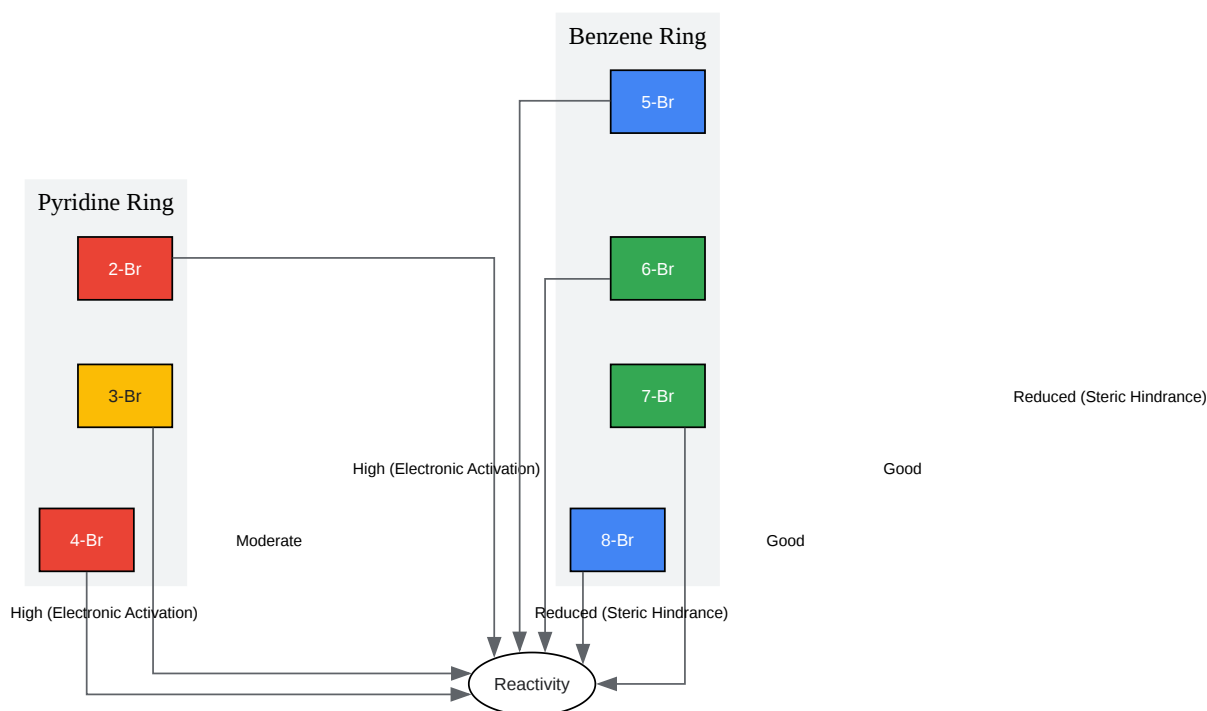 Benzene Ring
5-Br
Pyridine Ring
2-Br
6-Br
3-Br
7-Br
Reduced (Steric Hindrance)
High (Electronic Activation)
Good
4-Br
Moderate
8-Br
Good
High (Electronic Activation)
Reduced (Steric Hindrance)
Reactivity